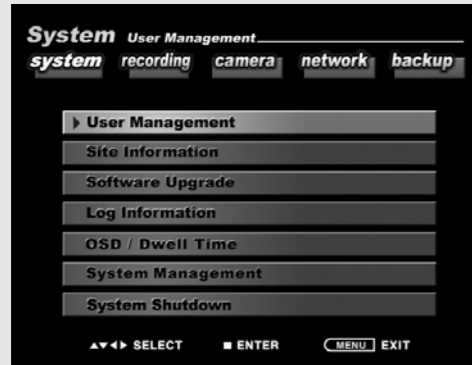 System User Management
system recording camera network backup
User Management
Site Information
Software Upgrade
Log Information
OSD / Dwell Time
System Management
System Shutdown
▲▼◀▶ SELECT ■ ENTER MENU EXIT